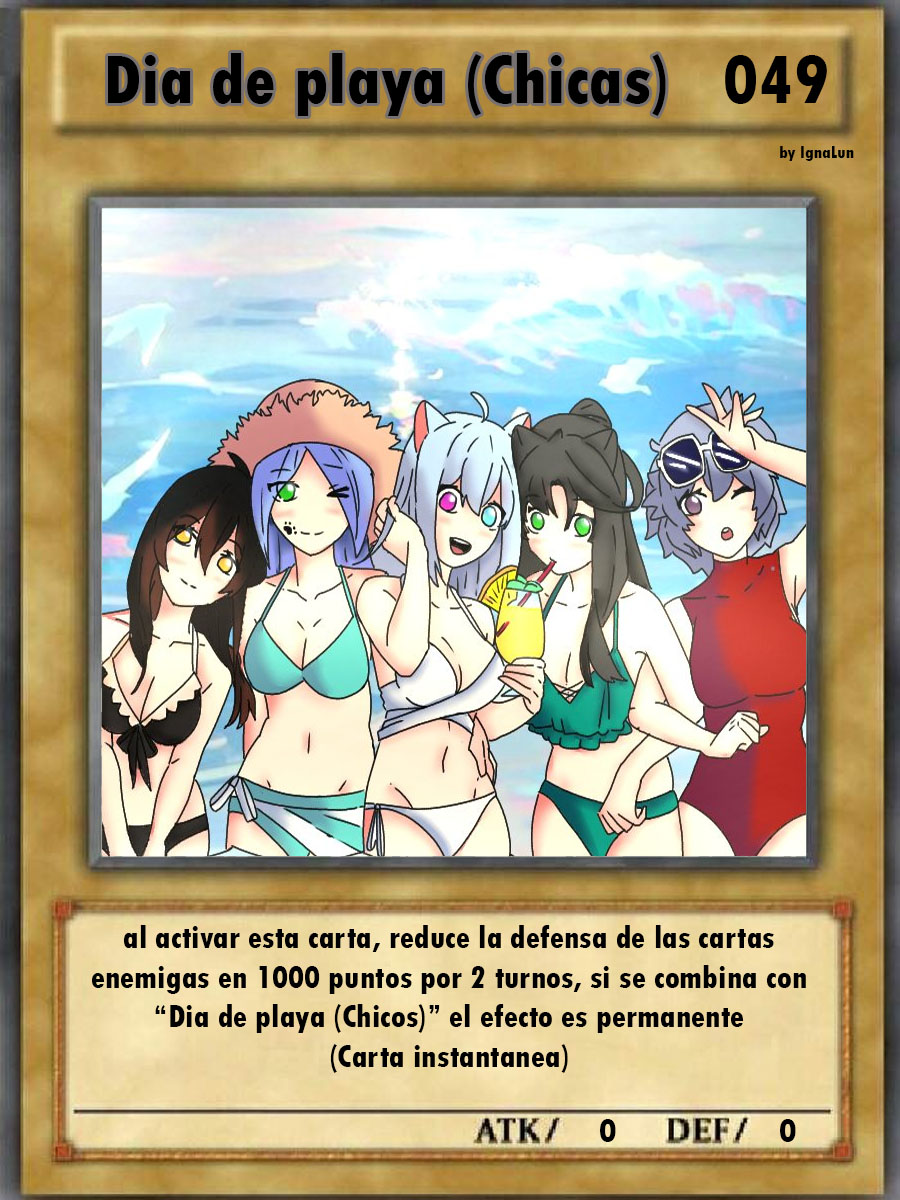 Dia de playa (Chicas) 049
by IgnaLun
al activar esta carta, reduce la defensa de las cartas
enemigas en 1000 puntos por 2 turnos, si se combina con
“Dia de playa (Chicos)” el efecto es permanente
(Carta instantanea)
ATK/ 0 DEF/ 0